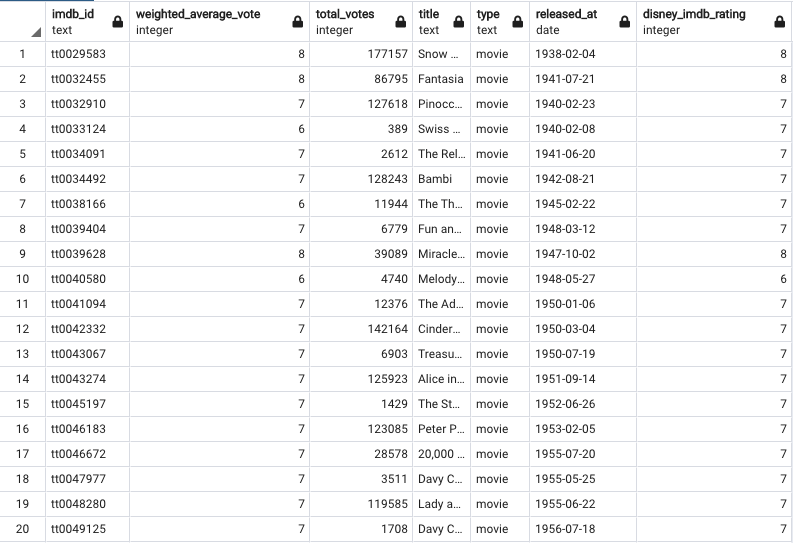 imdb_id weighted_average_vote total_votes title type released_at disney_imdb_rating
text integer integer text text date integer
1 tt0029583 8 177157 Snow ... movie 1938-02-04 8
2 tt0032455 8 86795 Fantasia movie 1941-07-21 8
3 tt0032910 7 127618 Pinocc... movie 1940-02-23 7
4 tt0033124 6 389 Swiss ... movie 1940-02-08 7
5 tt0034091 7 2612 The Rel... movie 1941-06-20 7
6 tt0034492 7 128243 Bambi movie 1942-08-21 7
7 tt0038166 6 11944 The Th... movie 1945-02-22 7
8 tt0039404 7 6779 Fun an... movie 1948-03-12 7
9 tt0039628 8 39089 Miracle... movie 1947-10-02 8
10 tt0040580 6 4740 Melody... movie 1948-05-27 6
11 tt0041094 7 12376 The Ad... movie 1950-01-06 7
12 tt0042332 7 142164 Cinder... movie 1950-03-04 7
13 tt0043067 7 6903 Treasu... movie 1950-07-19 7
14 tt0043274 7 125923 Alice in... movie 1951-09-14 7
15 tt0045197 7 1429 The St... movie 1952-06-26 7
16 tt0046183 7 123085 Peter P... movie 1953-02-05 7
17 tt0046672 7 28578 20,000 ... movie 1955-07-20 7
18 tt0047977 7 3511 Davy C... movie 1955-05-25 7
19 tt0048280 7 119585 Lady a... movie 1955-06-22 7
20 tt0049125 7 1708 Davy C... movie 1956-07-18 7